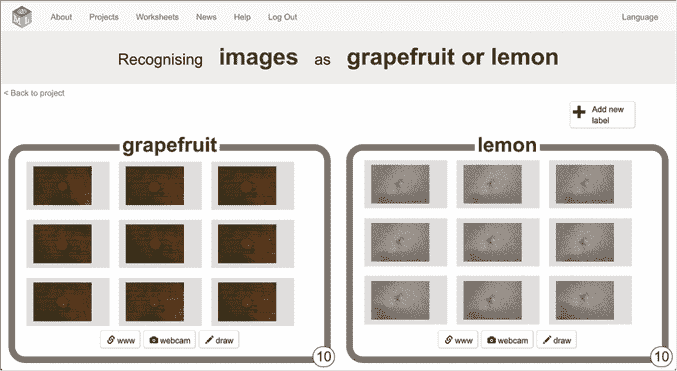 About Projects Worksheets News Help Log Out Language
Recognising images as grapefruit or lemon
< Back to project
Add new
label
grapefruit
www webcam draw
10
lemon
www webcam draw
10